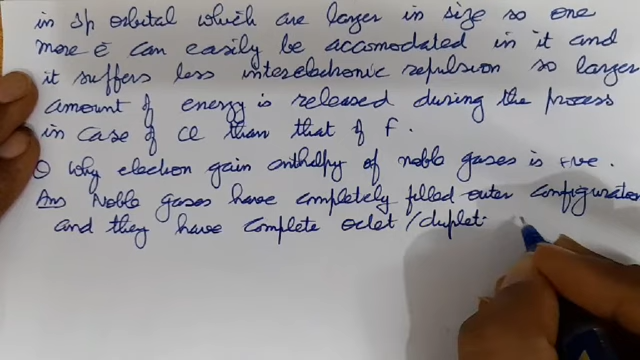 in 3p orbital which are larger in size so one
more e̅ can easily be accomodated in it and
it suffers less interelectronic repulsion so larger
amount of energy is released during the process
in case of Cl than that of F.
Q Why electron gain enthalpy of noble gases is +ve.
Ans Noble gases have completely filled outer configuration
and they have complete octet/duplet